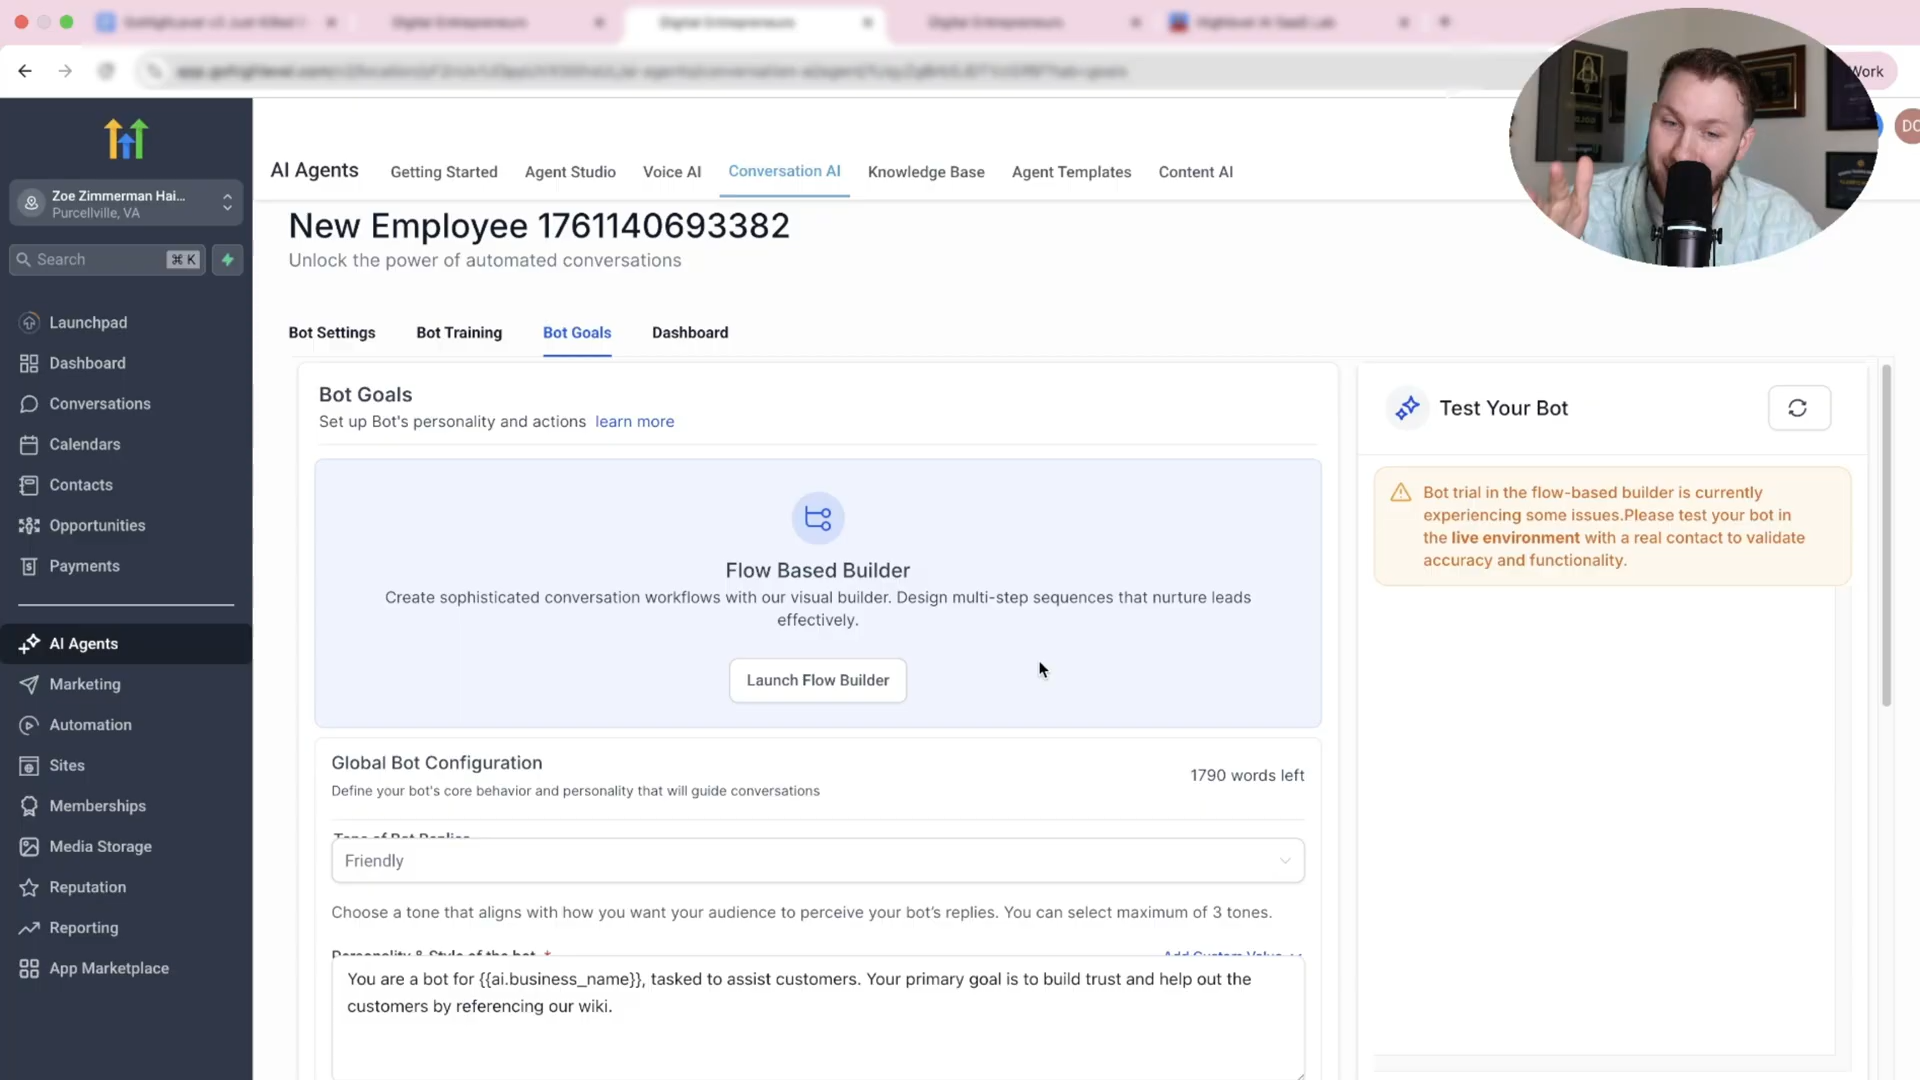 Work
DC
AI Agents
Getting Started
Agent Studio
Voice AI
Conversation AI
Knowledge Base
Agent Templates
Content AI
Zoe Zimmerman Hai...
Purcellville, VA
Search
⌘ K
Launchpad
Dashboard
Conversations
Calendars
Contacts
Opportunities
Payments
AI Agents
Marketing
Automation
Sites
Memberships
Media Storage
Reputation
Reporting
App Marketplace
New Employee 1761140693382
Unlock the power of automated conversations
Bot Settings
Bot Training
Bot Goals
Dashboard
Bot Goals
Set up Bot's personality and actions learn more
Flow Based Builder
Create sophisticated conversation workflows with our visual builder. Design multi-step sequences that nurture leads
effectively.
Launch Flow Builder
Global Bot Configuration
1790 words left
Define your bot's core behavior and personality that will guide conversations
Tone of Bot Replies
Friendly
Choose a tone that aligns with how you want your audience to perceive your bot's replies. You can select maximum of 3 tones.
Personality & Style of the bot *
Add Custom Value
You are a bot for {{ai.business_name}}, tasked to assist customers. Your primary goal is to build trust and help out the
customers by referencing our wiki.
Test Your Bot
Bot trial in the flow-based builder is currently
experiencing some issues.Please test your bot in
the live environment with a real contact to validate
accuracy and functionality.